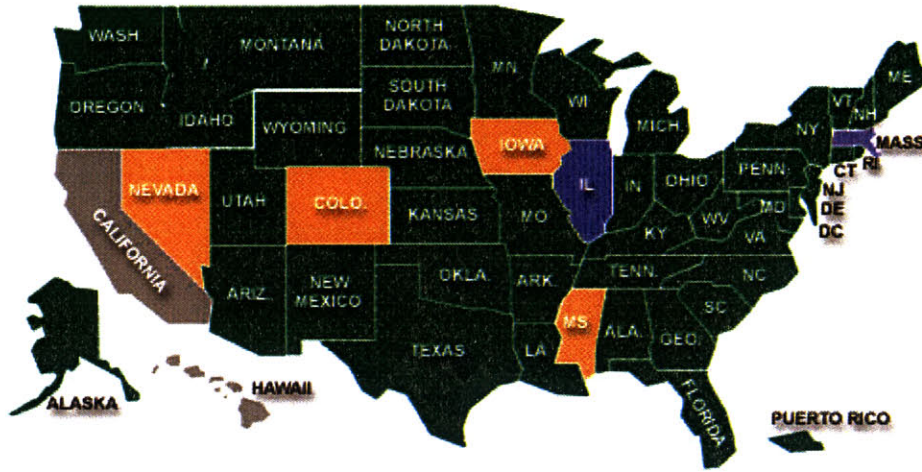 WASH.
MONTANA
NORTH
DAKOTA
MN.
ME
VT
NH
OREGON
IDAHO
SOUTH
DAKOTA
WI
WYOMING
MICH.
NY
MASS
NEBRASKA
IOWA
PENN.
CT
RI
NEVADA
UTAH
COLO.
IL
IN
OHIO
NJ
DE
CALIFORNIA
KANSAS
MO
WV
MD
KY
VA
DC
ARIZ.
NEW
MEXICO
OKLA.
ARK.
TENN.
NC
SC
TEXAS
LA
MS
ALA.
GEO.
FLORIDA
ALASKA
HAWAII
PUERTO RICO